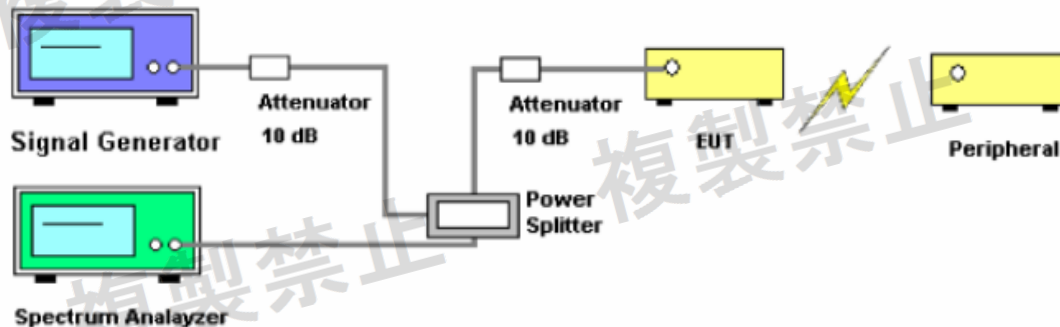 Signal Generator
Attenuator
10 dB
Attenuator
10 dB
EUT
Peripheral
Power
Splitter
Spectrum Analayzer
複製禁止
複製禁止